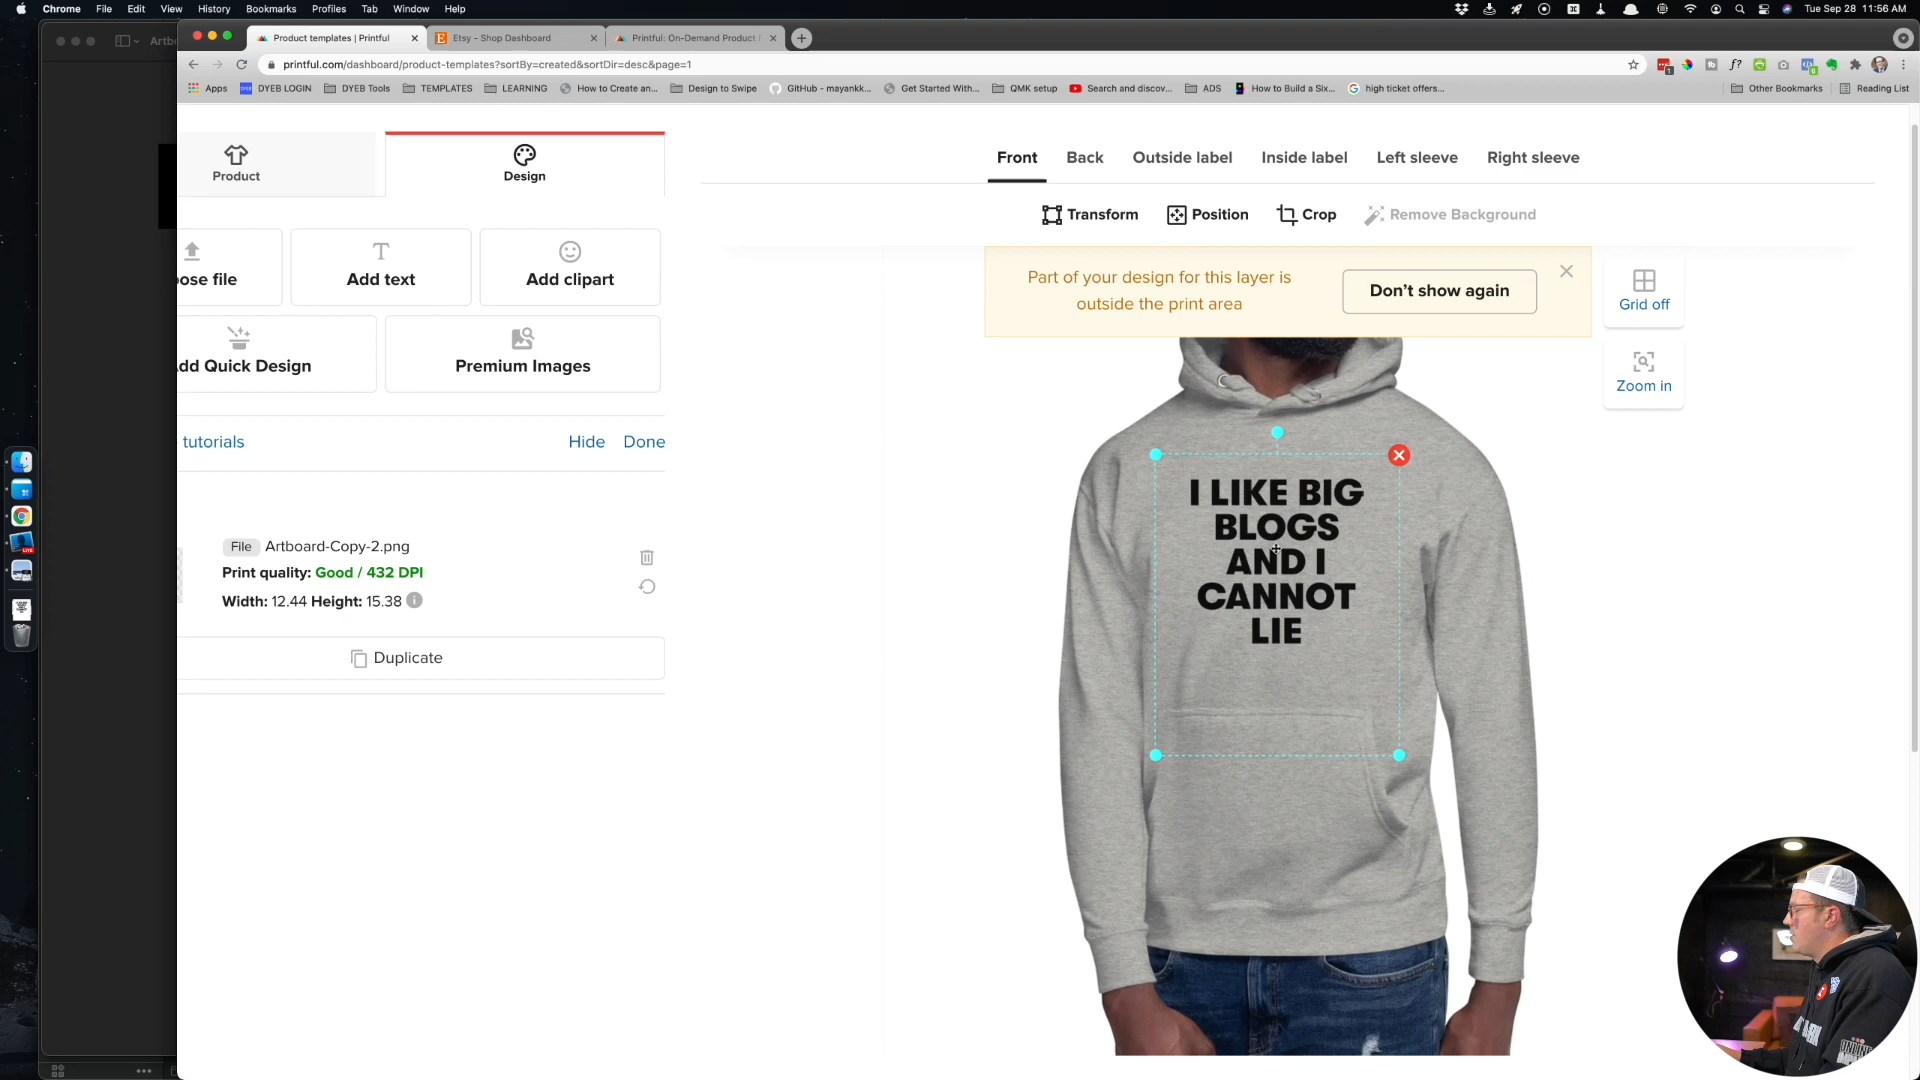 Chrome File Edit View History Bookmarks Profiles Tab Window Help
Tue Sep 28 11:56 AM
Product templates | Printful
Etsy - Shop Dashboard
Printful: On-Demand Product
printful.com/dashboard/product-templates?sortBy=created&sortDir=desc&page=1
Apps DYEB LOGIN DYEB Tools TEMPLATES LEARNING How to Create an... Design to Swipe GitHub - mayankk... Get Started With... QMK setup Search and discov... ADS How to Build a Six... high ticket offers... Other Bookmarks Reading List
Product
Design
Front Back Outside label Inside label Left sleeve Right sleeve
Transform Position Crop Remove Background
oose file
Add text
Add clipart
dd Quick Design
Premium Images
Part of your design for this layer is
outside the print area
Don't show again
Grid off
Zoom in
tutorials
Hide Done
File Artboard-Copy-2.png
Print quality: Good / 432 DPI
Width: 12.44 Height: 15.38
Duplicate
I LIKE BIG
BLOGS
AND I
CANNOT
LIE